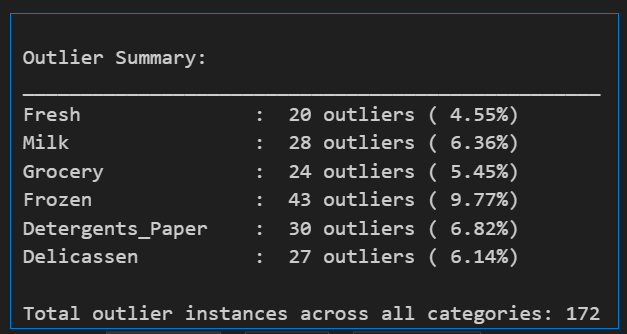 Outlier Summary:
Fresh : 20 outliers ( 4.55%)
Milk : 28 outliers ( 6.36%)
Grocery : 24 outliers ( 5.45%)
Frozen : 43 outliers ( 9.77%)
Detergents_Paper : 30 outliers ( 6.82%)
Delicassen : 27 outliers ( 6.14%)
Total outlier instances across all categories: 172